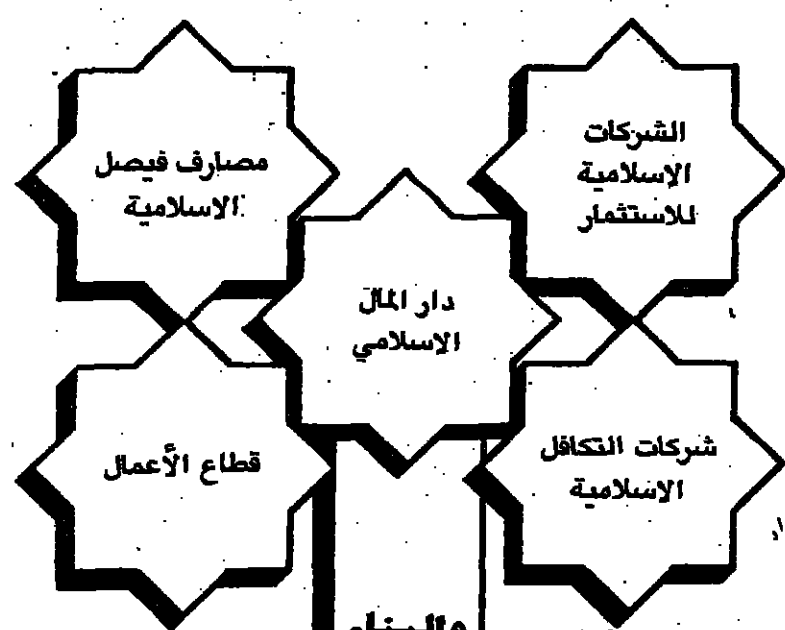 الشركات
الإسلامية
للاستثمار
مصارف فيصل
الاسلامية
دار المال
الإسلامي
شركات التكافل
الاسلامية
قطاع الأعمال